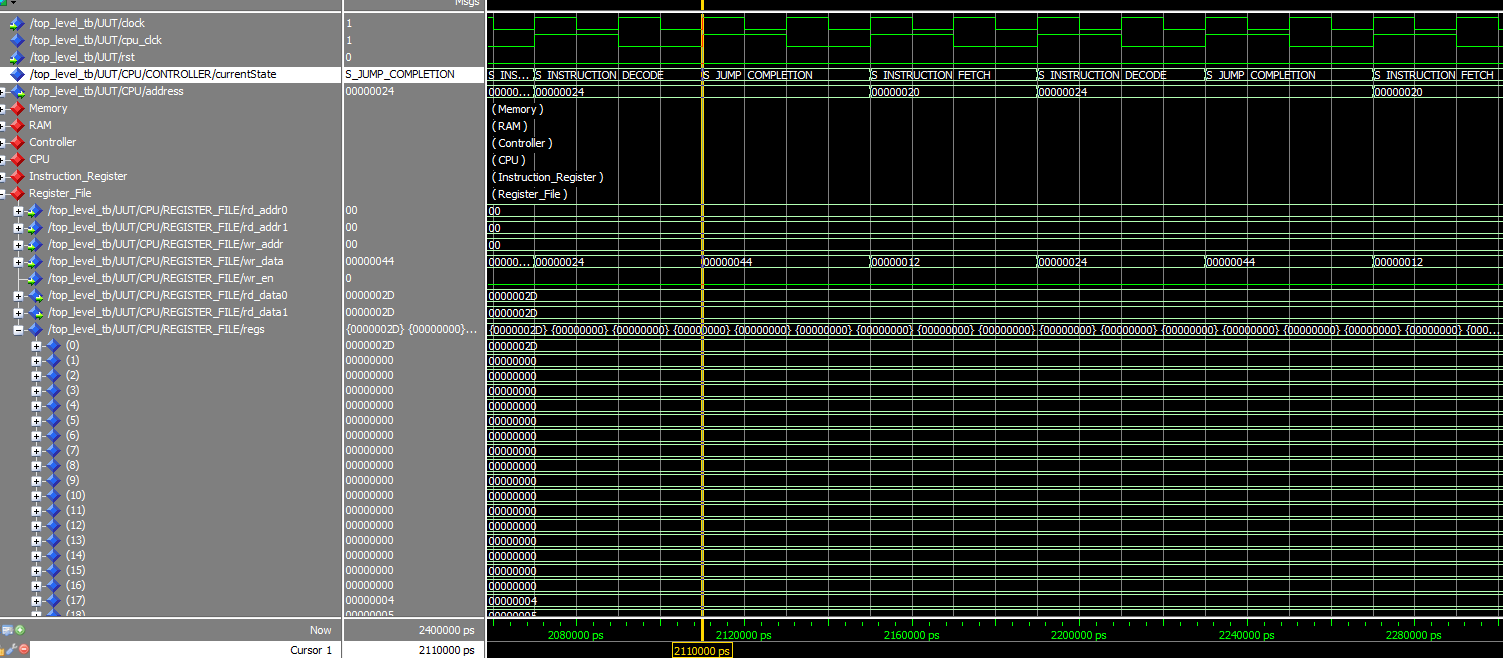 Msgs
/top_level_tb/UUT/clock 1
/top_level_tb/UUT/cpu_clck 1
/top_level_tb/UUT/rst 0
/top_level_tb/UUT/CPU/CONTROLLER/currentState S_JUMP_COMPLETION S_INS... S_INSTRUCTION_DECODE S_JUMP_COMPLETION S_INSTRUCTION_FETCH S_INSTRUCTION_DECODE S_JUMP_COMPLETION S_INSTRUCTION_FETCH
/top_level_tb/UUT/CPU/address 00000024 00000... 00000024 00000020 00000024 00000020
Memory ( Memory )
RAM ( RAM )
Controller ( Controller )
CPU ( CPU )
Instruction_Register ( Instruction_Register )
Register_File ( Register_File )
/top_level_tb/UUT/CPU/REGISTER_FILE/rd_addr0 00 00
/top_level_tb/UUT/CPU/REGISTER_FILE/rd_addr1 00 00
/top_level_tb/UUT/CPU/REGISTER_FILE/wr_addr 00 00
/top_level_tb/UUT/CPU/REGISTER_FILE/wr_data 00000044 00000... 00000024 00000044 00000012 00000024 00000044 00000012
/top_level_tb/UUT/CPU/REGISTER_FILE/wr_en 0
/top_level_tb/UUT/CPU/REGISTER_FILE/rd_data0 0000002D 0000002D
/top_level_tb/UUT/CPU/REGISTER_FILE/rd_data1 0000002D 0000002D
/top_level_tb/UUT/CPU/REGISTER_FILE/regs {0000002D} {00000000}... {0000002D} {00000000} {00000000} {00000000} {00000000} {00000000} {00000000} {00000000} {00000000} {00000000} {00000000} {00000000} {00000000} {00000000} {00000000} {00000000} {000...
(0) 0000002D 0000002D
(1) 00000000 00000000
(2) 00000000 00000000
(3) 00000000 00000000
(4) 00000000 00000000
(5) 00000000 00000000
(6) 00000000 00000000
(7) 00000000 00000000
(8) 00000000 00000000
(9) 00000000 00000000
(10) 00000000 00000000
(11) 00000000 00000000
(12) 00000000 00000000
(13) 00000000 00000000
(14) 00000000 00000000
(15) 00000000 00000000
(16) 00000000 00000000
(17) 00000004 00000004
(18) 00000005 00000005
Now 2400000 ps 2080000 ps 2120000 ps 2160000 ps 2200000 ps 2240000 ps 2280000 ps
Cursor 1 2110000 ps 2110000 ps